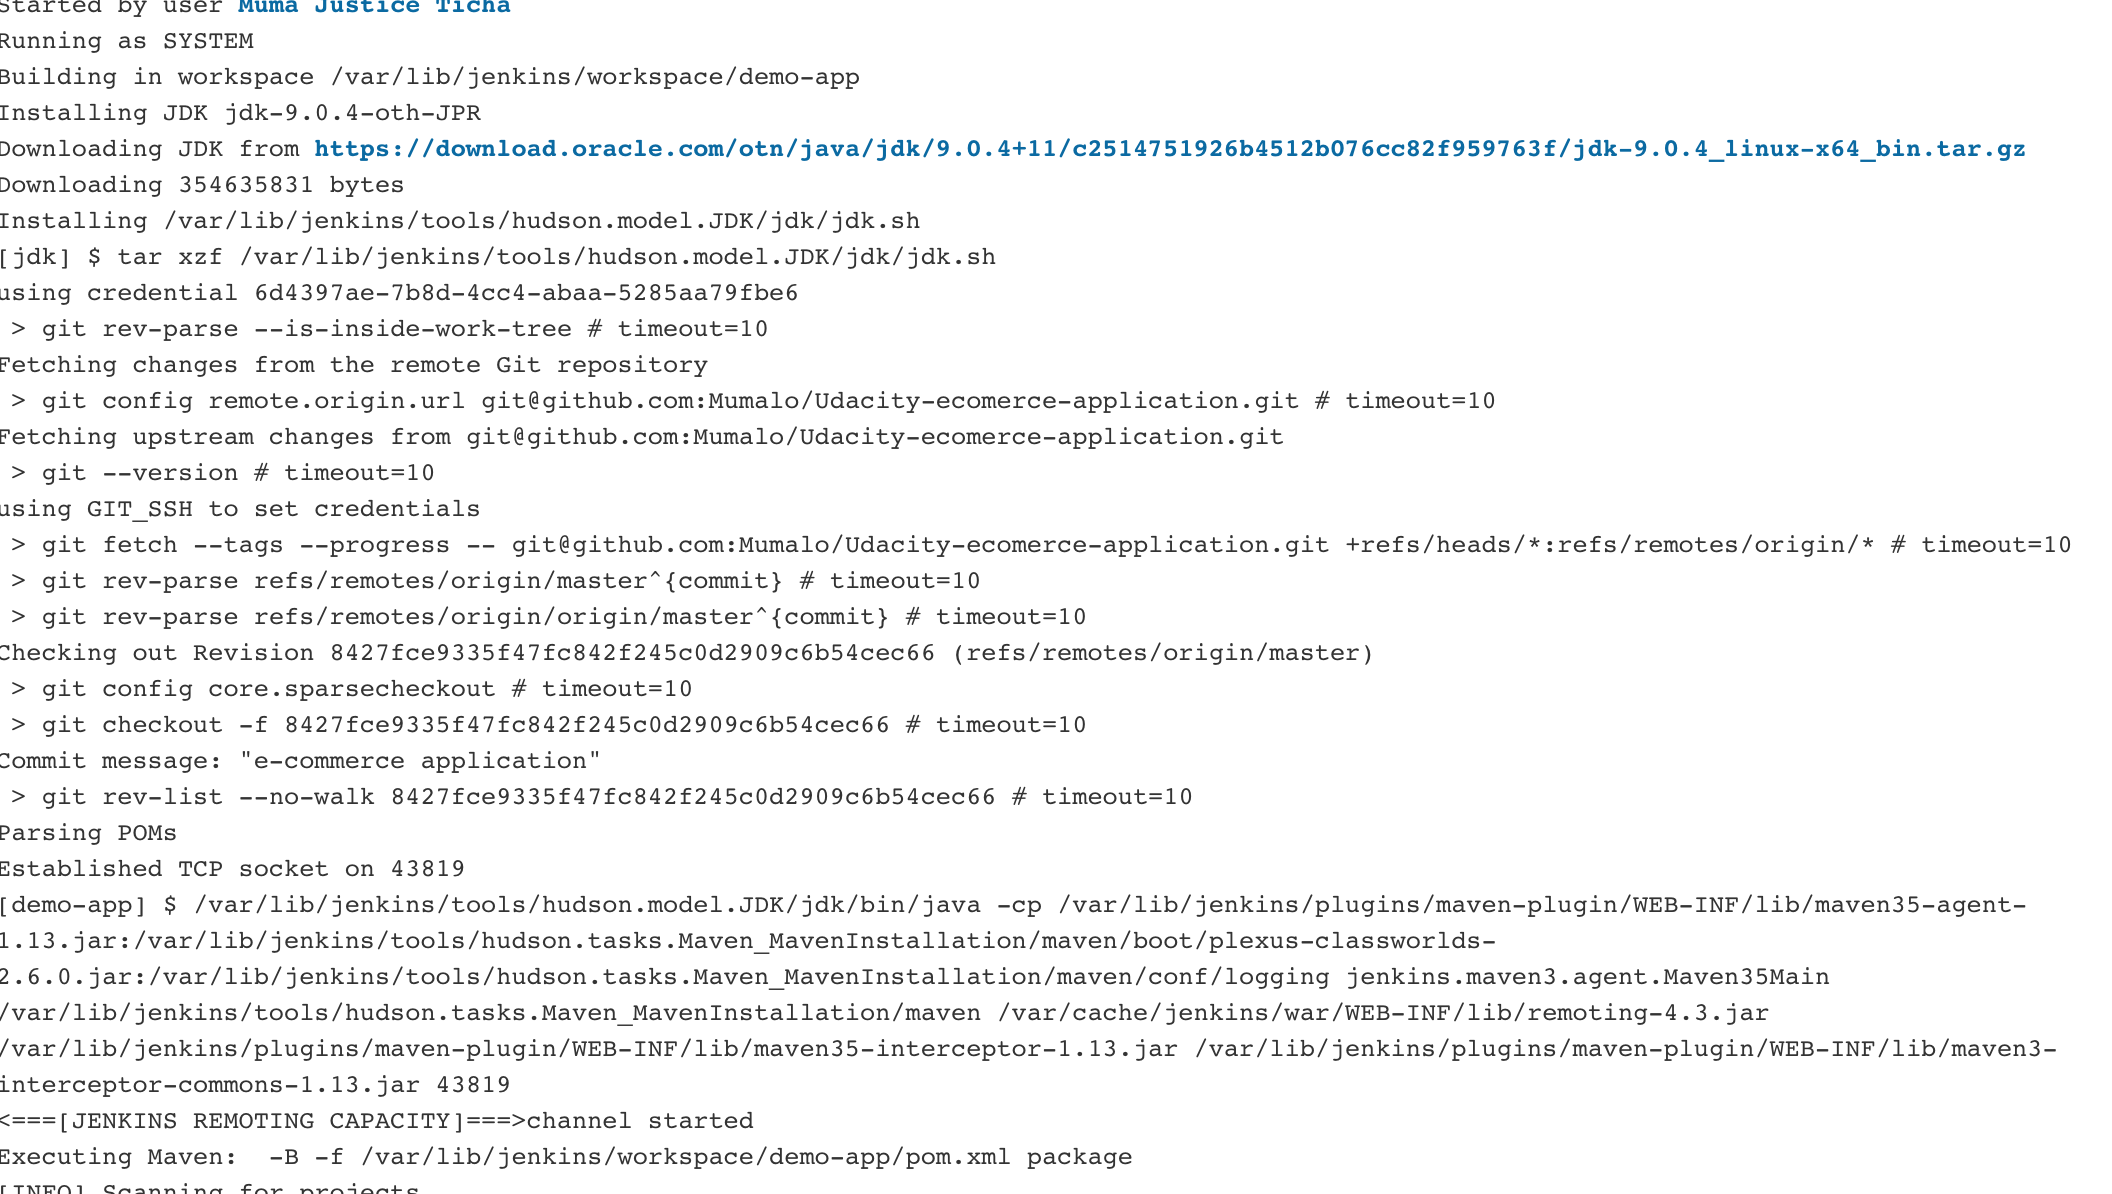 Started by user Muma Justice Ticha
Running as SYSTEM
Building in workspace /var/lib/jenkins/workspace/demo-app
Installing JDK jdk-9.0.4-oth-JPR
Downloading JDK from https://download.oracle.com/otn/java/jdk/9.0.4+11/c2514751926b4512b076cc82f959763f/jdk-9.0.4_linux-x64_bin.tar.gz
Downloading 354635831 bytes
Installing /var/lib/jenkins/tools/hudson.model.JDK/jdk/jdk.sh
[jdk] $ tar xzf /var/lib/jenkins/tools/hudson.model.JDK/jdk/jdk.sh
using credential 6d4397ae-7b8d-4cc4-abaa-5285aa79fbe6
 > git rev-parse --is-inside-work-tree # timeout=10
Fetching changes from the remote Git repository
 > git config remote.origin.url git@github.com:Mumalo/Udacity-ecomerce-application.git # timeout=10
Fetching upstream changes from git@github.com:Mumalo/Udacity-ecomerce-application.git
 > git --version # timeout=10
using GIT_SSH to set credentials
 > git fetch --tags --progress -- git@github.com:Mumalo/Udacity-ecomerce-application.git +refs/heads/*:refs/remotes/origin/* # timeout=10
 > git rev-parse refs/remotes/origin/master^{commit} # timeout=10
 > git rev-parse refs/remotes/origin/origin/master^{commit} # timeout=10
Checking out Revision 8427fce9335f47fc842f245c0d2909c6b54cec66 (refs/remotes/origin/master)
 > git config core.sparsecheckout # timeout=10
 > git checkout -f 8427fce9335f47fc842f245c0d2909c6b54cec66 # timeout=10
Commit message: "e-commerce application"
 > git rev-list --no-walk 8427fce9335f47fc842f245c0d2909c6b54cec66 # timeout=10
Parsing POMs
Established TCP socket on 43819
[demo-app] $ /var/lib/jenkins/tools/hudson.model.JDK/jdk/bin/java -cp /var/lib/jenkins/plugins/maven-plugin/WEB-INF/lib/maven35-agent-
1.13.jar:/var/lib/jenkins/tools/hudson.tasks.Maven_MavenInstallation/maven/boot/plexus-classworlds-
2.6.0.jar:/var/lib/jenkins/tools/hudson.tasks.Maven_MavenInstallation/maven/conf/logging jenkins.maven3.agent.Maven35Main
/var/lib/jenkins/tools/hudson.tasks.Maven_MavenInstallation/maven /var/cache/jenkins/war/WEB-INF/lib/remoting-4.3.jar
/var/lib/jenkins/plugins/maven-plugin/WEB-INF/lib/maven35-interceptor-1.13.jar /var/lib/jenkins/plugins/maven-plugin/WEB-INF/lib/maven3-
interceptor-commons-1.13.jar 43819
<===[JENKINS REMOTING CAPACITY]===>channel started
Executing Maven:  -B -f /var/lib/jenkins/workspace/demo-app/pom.xml package
[INFO] Scanning for projects